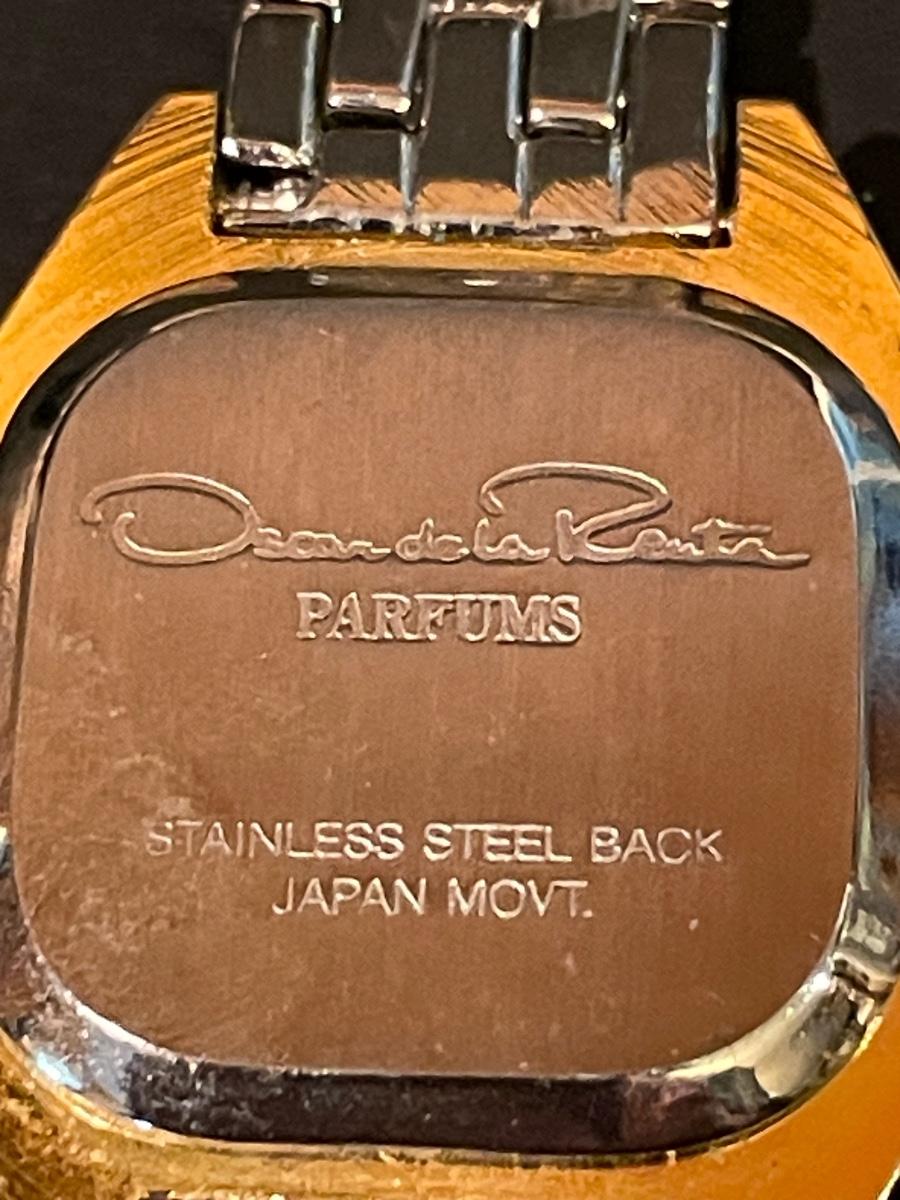 Oscar de la Renta
PARFUMS
STAINLESS STEEL BACK
JAPAN MOVT.